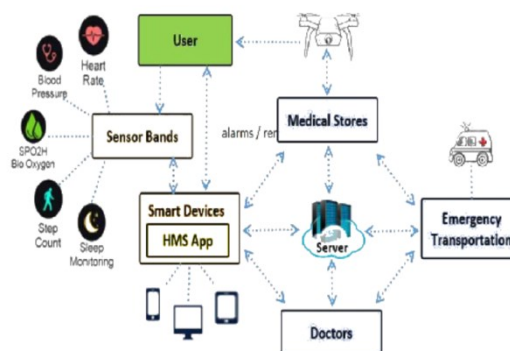 User
Heart
Rate
Blood
Pressure
SPO2H
Bio Oxygen
Step
Count
Sleep
Monitoring
Sensor Bands
alarms /
Medical Stores
Smart Devices
HMS App
Server
Emergency
Transportation
Doctors